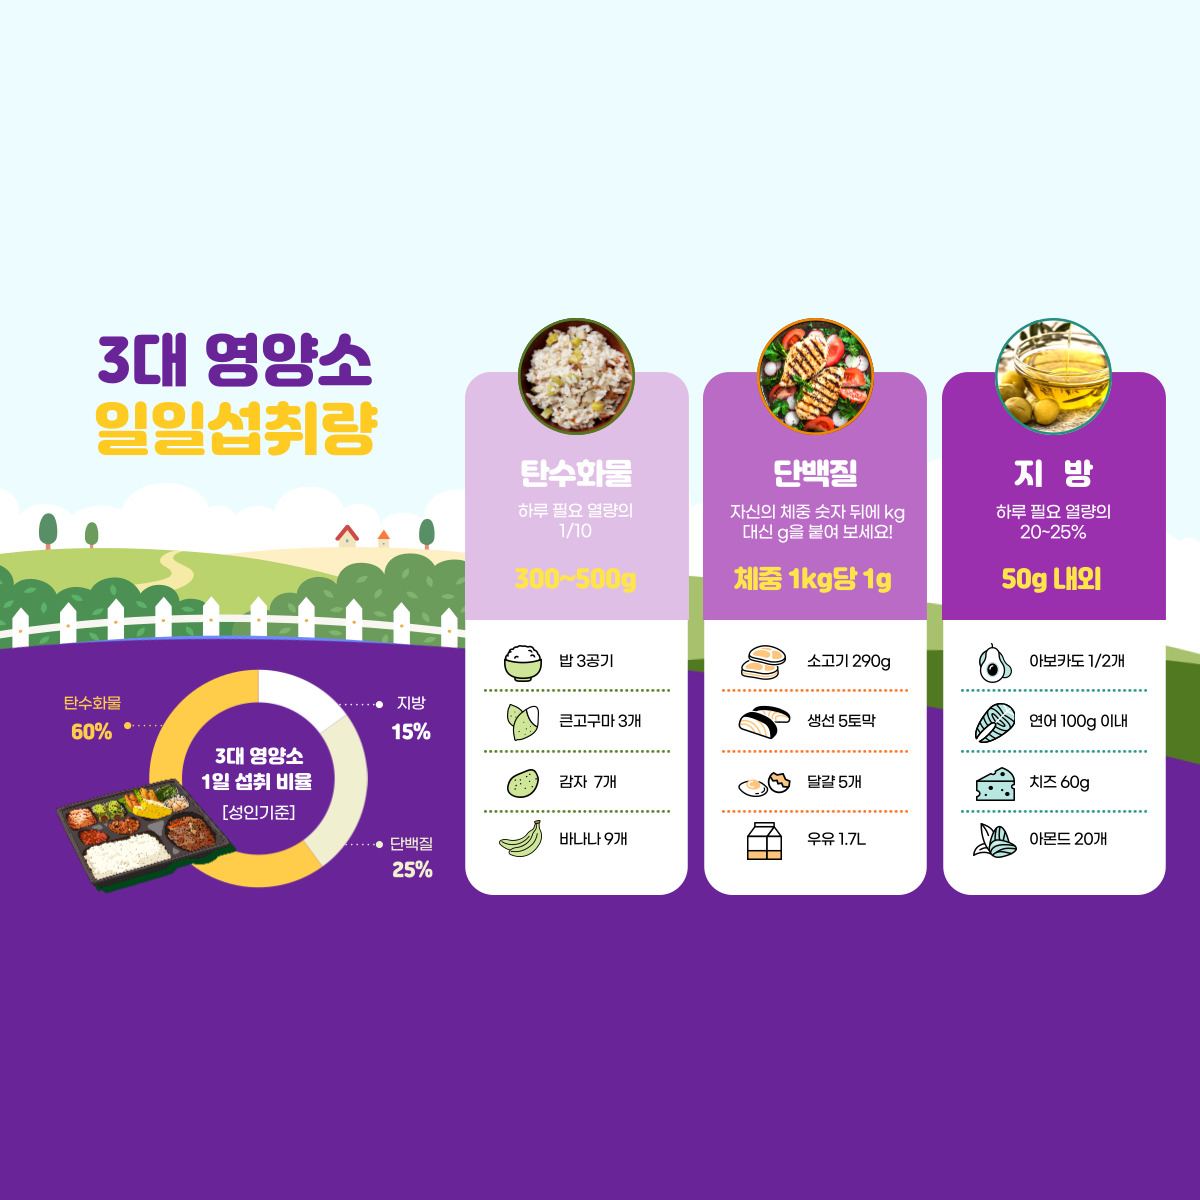 3대 영양소
일일섭취량
탄수화물
60%
지방
15%
3대 영양소
1일 섭취 비율
[성인기준]
단백질
25%
탄수화물
하루 필요 열량의
1/10
300~500g
밥 3공기
큰고구마 3개
감자 7개
바나나 9개
단백질
자신의 체중 숫자 뒤에 kg
대신 g을 붙여 보세요!
체중 1kg당 1g
소고기 290g
생선 5토막
달걀 5개
우유 1.7L
지 방
하루 필요 열량의
20~25%
50g 내외
아보카도 1/2개
연어 100g 이내
치즈 60g
아몬드 20개